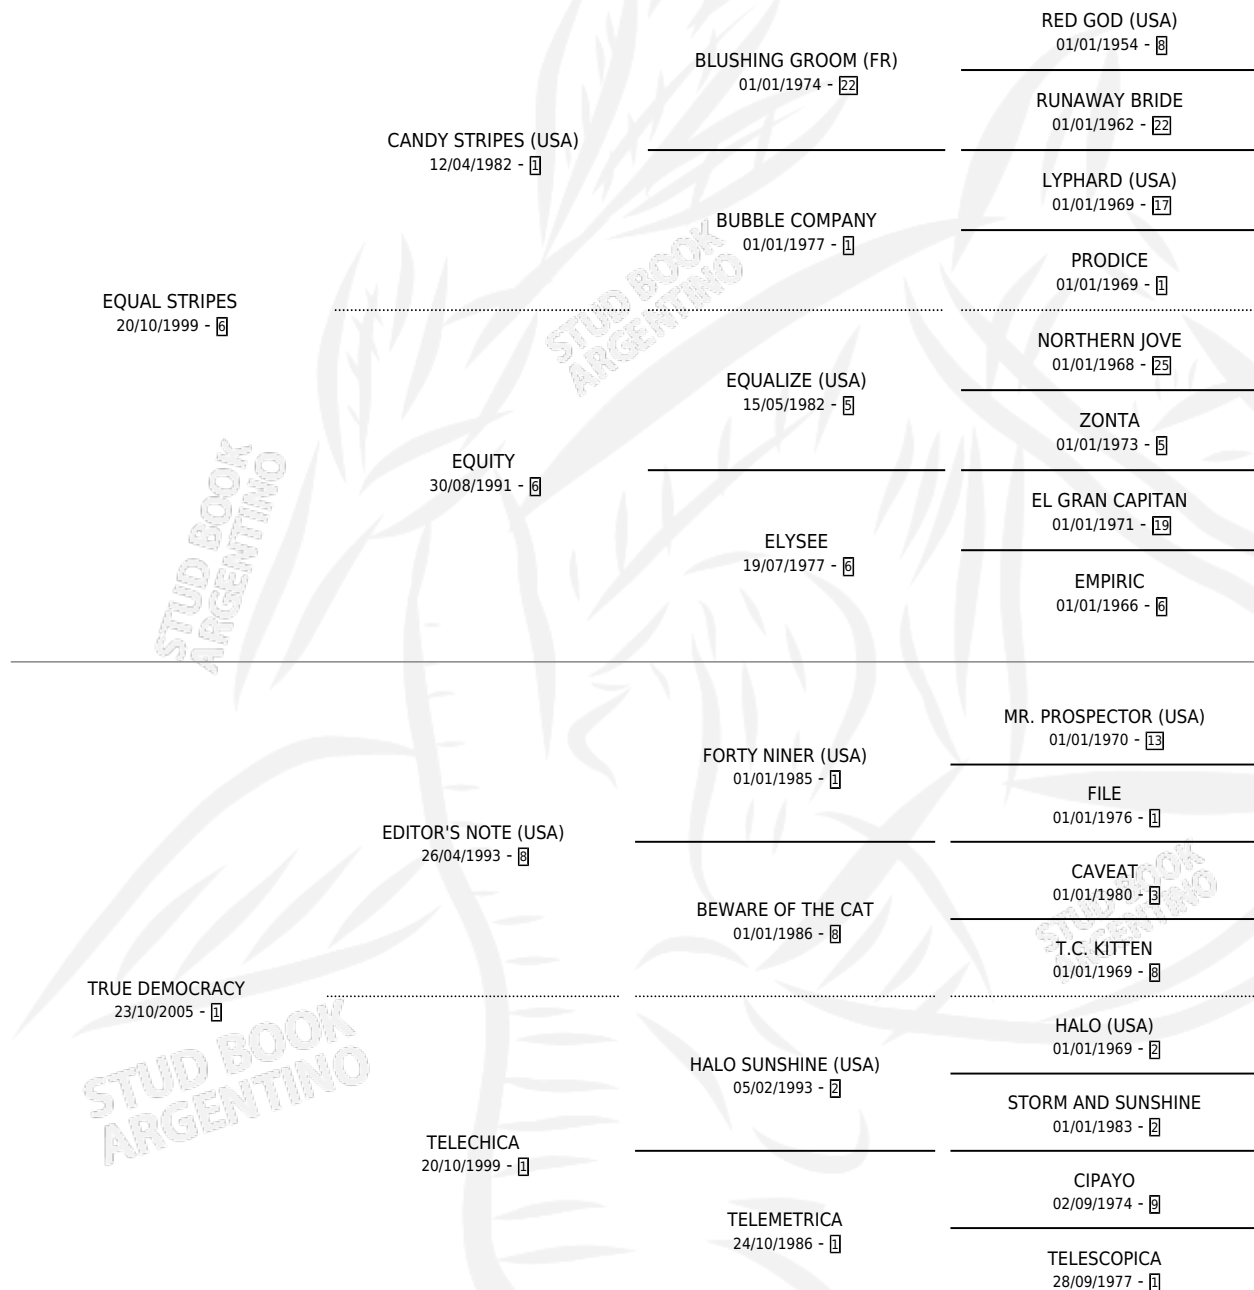 EQUAL STRIPES
20/10/1999 - 6
CANDY STRIPES (USA)
12/04/1982 - 1
EQUITY
30/08/1991 - 6
BLUSHING GROOM (FR)
01/01/1974 - 22
BUBBLE COMPANY
01/01/1977 - 1
EQUALIZE (USA)
15/05/1982 - 5
ELYSEE
19/07/1977 - 6
RED GOD (USA)
01/01/1954 - 8
RUNAWAY BRIDE
01/01/1962 - 22
LYPHARD (USA)
01/01/1969 - 17
PRODICE
01/01/1969 - 1
NORTHERN JOVE
01/01/1968 - 25
ZONTA
01/01/1973 - 5
EL GRAN CAPITAN
01/01/1971 - 19
EMPIRIC
01/01/1966 - 6
STUD BOOK
ARGENTINO
STUD BOOK
ARGENTINO
TRUE DEMOCRACY
23/10/2005 - 1
EDITOR'S NOTE (USA)
26/04/1993 - 8
TELECHICA
20/10/1999 - 1
FORTY NINER (USA)
01/01/1985 - 1
BEWARE OF THE CAT
01/01/1986 - 8
HALO SUNSHINE (USA)
05/02/1993 - 2
TELEMETRICA
24/10/1986 - 1
MR. PROSPECTOR (USA)
01/01/1970 - 13
FILE
01/01/1976 - 1
CAVEAT
01/01/1980 - 3
T.C. KITTEN
01/01/1969 - 8
HALO (USA)
01/01/1969 - 2
STORM AND SUNSHINE
01/01/1983 - 2
CIPAYO
02/09/1974 - 9
TELESCOPICA
28/09/1977 - 1
STUD BOOK
ARGENTINO
STUD BOOK
ARGENTINO